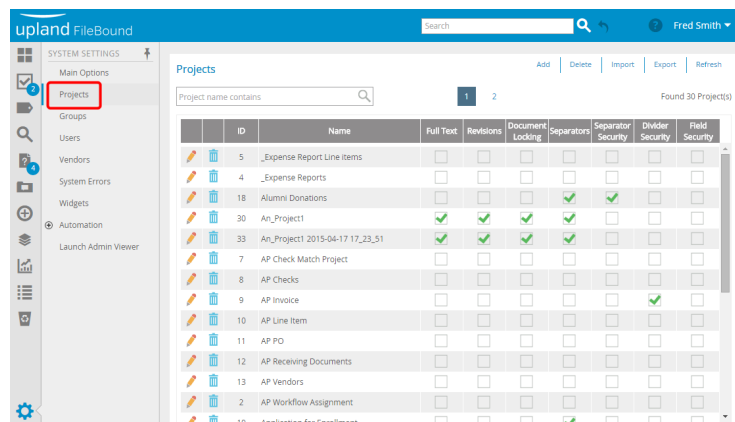 upland FileBound
Search
?
Fred Smith
SYSTEM SETTINGS
Main Options
Projects
Groups
Users
Vendors
System Errors
Widgets
Automation
Launch Admin Viewer
2
?
4
Projects
Add Delete Import Export Refresh
Project name contains
1 2
Found 30 Project(s)
ID Name Full Text Revisions Document Locking Separators Separator Security Divider Security Field Security
5 _Expense Report Line Items
4 _Expense Reports
18 Alumni Donations
30 An_Project1
33 An_Project1 2015-04-17 17_23_51
7 AP Check Match Project
8 AP Checks
9 AP Invoice
10 AP Line Item
11 AP PO
12 AP Receiving Documents
13 AP Vendors
2 AP Workflow Assignment
Application for Enrollment